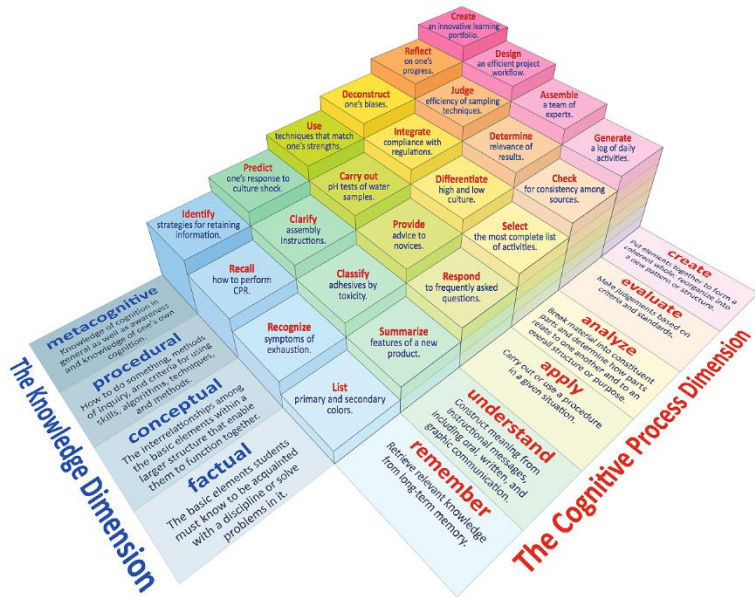 Create
an innovative learning
portfolio.
Reflect
on one's
progress.
Design
an efficient project
workflow.
Deconstruct
one's biases.
Judge
efficiency of sampling
techniques.
Assemble
a team of
experts.
Use
techniques that match
one's strengths.
Integrate
compliance with
regulations.
Determine
relevance of
results.
Generate
a log of daily
activities.
Predict
one's response to
culture shock.
Carry out
pH tests of water
samples.
Differentiate
high and low
culture.
Check
for consistency among
sources.
Identify
strategies for retaining
information.
Clarify
assembly
instructions.
Provide
advice to
novices.
Select
the most complete list
of activities.
Recall
how to perform
CPR.
Classify
adhesives by
toxicity.
Respond
to frequently asked
questions.
Recognize
symptoms of
exhaustion.
Summarize
features of a new
product.
List
primary and secondary
colors.
The Knowledge Dimension
metacognitive
Knowledge of cognition in
general as well as awareness
and knowledge of one's own
cognition.
procedural
How to do something, methods
of inquiry, and criteria for using
skills, algorithms, techniques,
and methods.
conceptual
The interrelationships among
the basic elements within a
larger structure that enable
them to function together.
factual
The basic elements students
must know to be acquainted
with a discipline or solve
problems in it.
The Cognitive Process Dimension
remember
Retrieve relevant knowledge
from long-term memory.
understand
Construct meaning from
instructional messages,
including oral, written, and
graphic communication.
apply
Carry out or use a procedure
in a given situation.
analyze
Break material into constituent
parts and determine how parts
relate to one another and to an
overall structure or purpose.
evaluate
Make judgements based on
criteria and standards.
create
Put elements together to form a
coherent whole; reorganize into
a new pattern or structure.